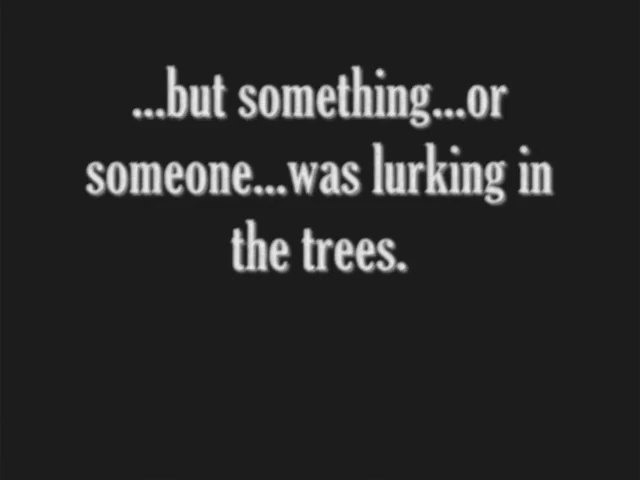 ...but something...or
someone...was lurking in
the trees.